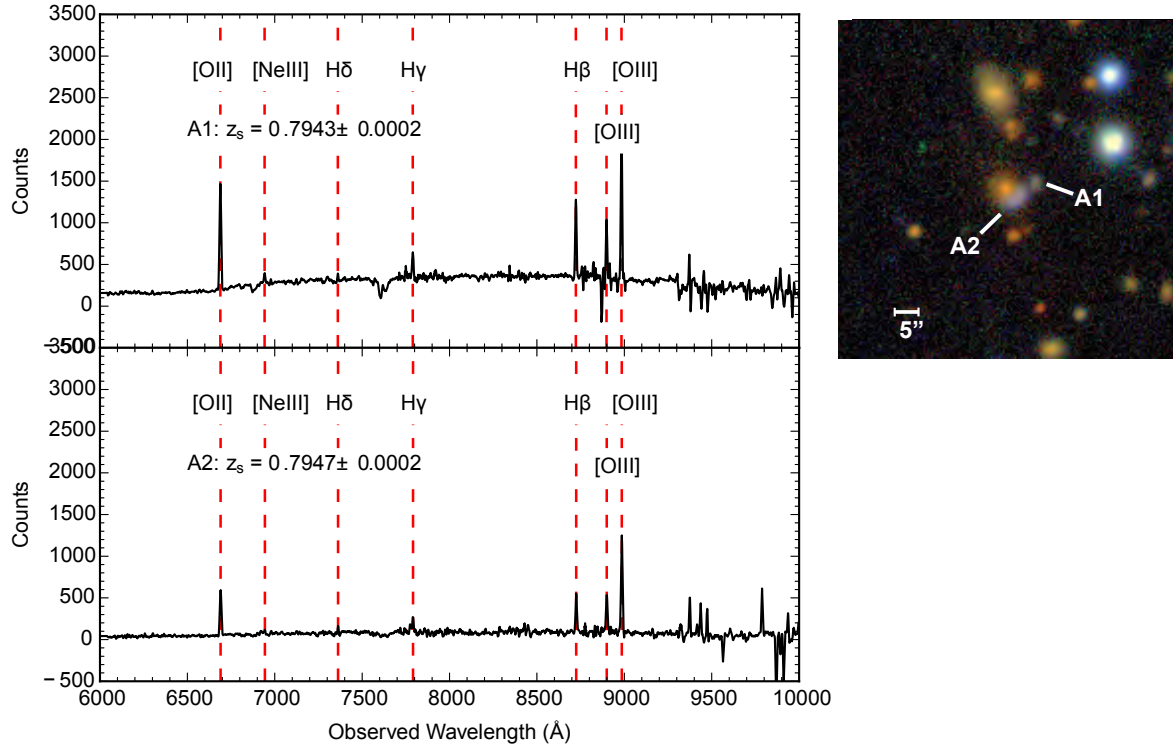 3500
3000
2500
2000
1500
1000
500
0
−500
Counts
[OII] [NeIII] Hδ Hγ Hβ [OIII]
A1: zₛ = 0.7943± 0.0002
[OIII]
3500
3000
2500
2000
1500
1000
500
0
−500
Counts
[OII] [NeIII] Hδ Hγ Hβ [OIII]
A2: zₛ = 0.7947± 0.0002
[OIII]
6000 6500 7000 7500 8000 8500 9000 9500 10000
Observed Wavelength (Å)
A1
A2
5”